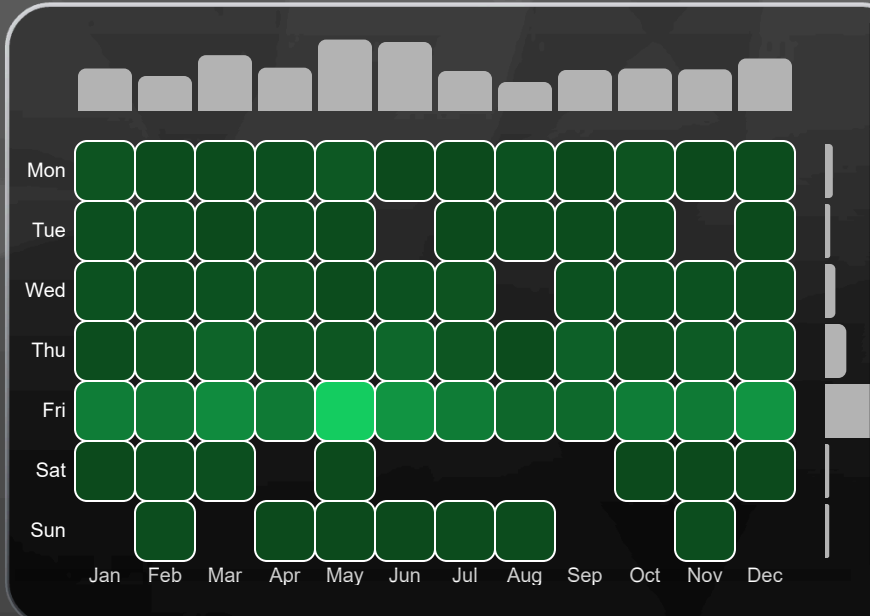 Mon
Tue
Wed
Thu
Fri
Sat
Sun
Jan Feb Mar Apr May Jun Jul Aug Sep Oct Nov Dec